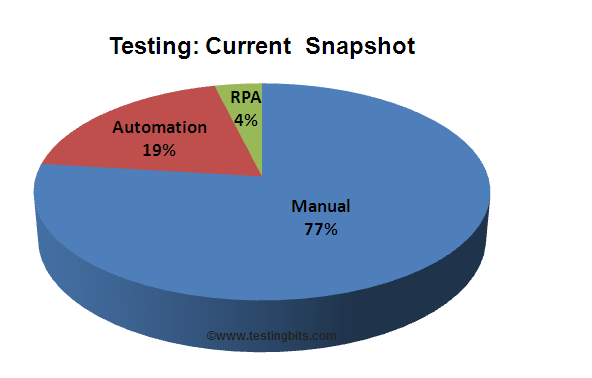 Testing: Current  Snapshot
RPA
4%
Automation
19%
Manual
77%
©www.testingbits.com